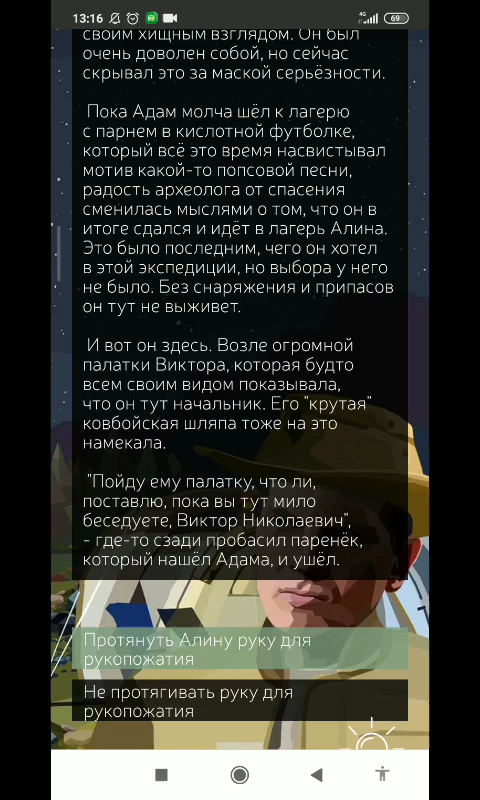 13:16
4G
69
своим хищным взглядом. Он был
очень доволен собой, но сейчас
скрывал это за маской серьёзности.
Пока Адам молча шёл к лагерю
с парнем в кислотной футболке,
который всё это время насвистывал
мотив какой-то попсовой песни,
радость археолога от спасения
сменилась мыслями о том, что он в
итоге сдался и идёт в лагерь Алина.
Это было последним, чего он хотел
в этой экспедиции, но выбора у него
не было. Без снаряжения и припасов
он тут не выживет.
И вот он здесь. Возле огромной
палатки Виктора, которая будто
всем своим видом показывала,
что он тут начальник. Его "крутая"
ковбойская шляпа тоже на это
намекала.
"Пойду ему палатку, что ли,
поставлю, пока вы тут мило
беседуете, Виктор Николаевич",
- где-то сзади пробасил паренёк,
который нашёл Адама, и ушёл.
Протянуть Алину руку для
рукопожатия
Не протягивать руку для
рукопожатия